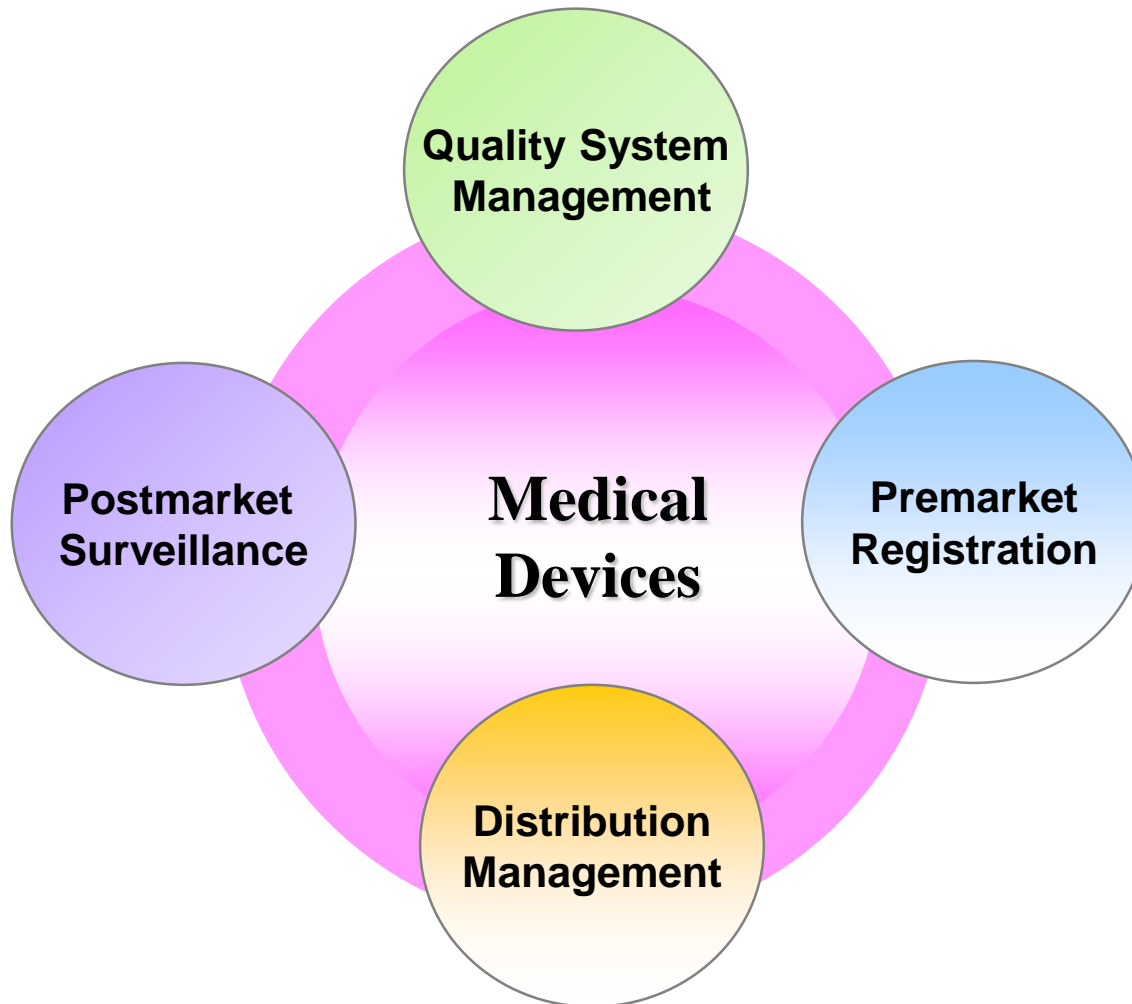 Quality System
Management
Postmarket
Surveillance
Medical
Devices
Premarket
Registration
Distribution
Management